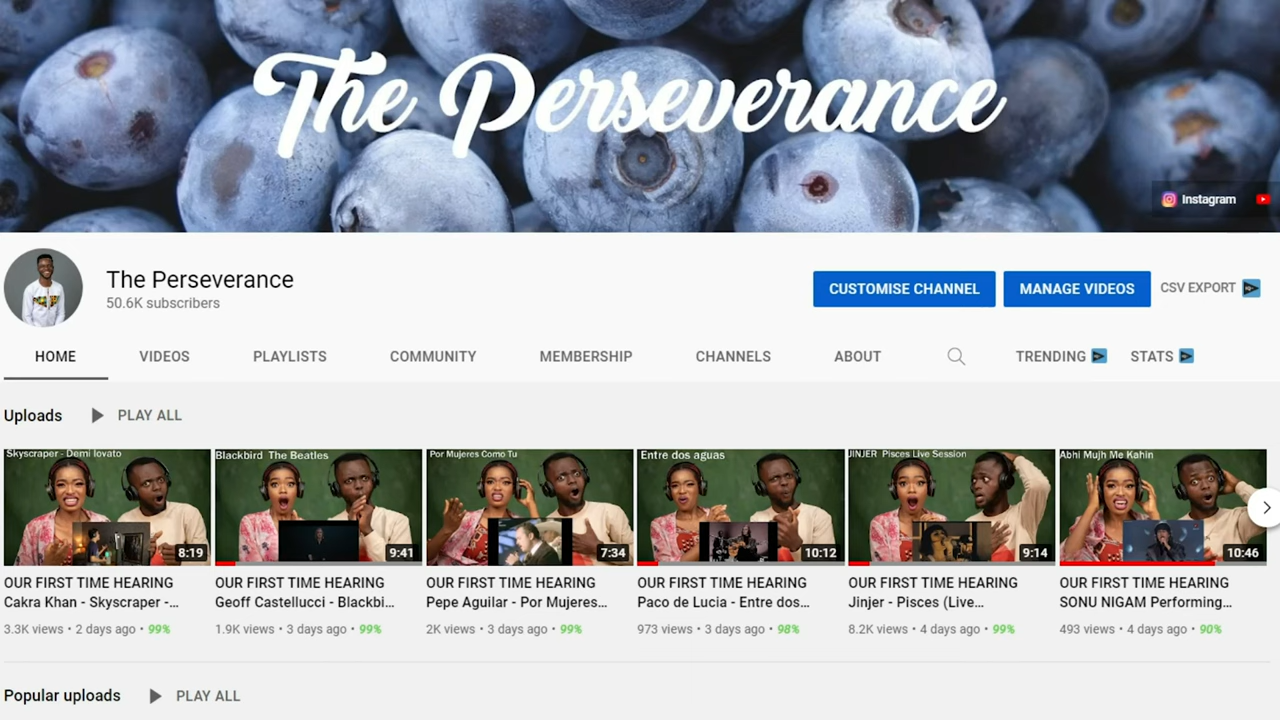 The Perseverance
Instagram
The Perseverance
50.6K subscribers
CUSTOMISE CHANNEL
MANAGE VIDEOS
CSV EXPORT
HOME
VIDEOS
PLAYLISTS
COMMUNITY
MEMBERSHIP
CHANNELS
ABOUT
TRENDING
STATS
Uploads
PLAY ALL
Skyscraper - Demi lovato
8:19
OUR FIRST TIME HEARING
Cakra Khan - Skyscraper -...
3.3K views • 2 days ago • 99%
Blackbird The Beatles
9:41
OUR FIRST TIME HEARING
Geoff Castellucci - Blackbi...
1.9K views • 3 days ago • 99%
Por Mujeres Como Tu
7:34
OUR FIRST TIME HEARING
Pepe Aguilar - Por Mujeres...
2K views • 3 days ago • 99%
Entre dos aguas
10:12
OUR FIRST TIME HEARING
Paco de Lucia - Entre dos...
973 views • 3 days ago • 98%
JINJER Pisces Live Session
9:14
OUR FIRST TIME HEARING
Jinjer - Pisces (Live...
8.2K views • 4 days ago • 99%
Abhi Mujh Me Kahin
10:46
OUR FIRST TIME HEARING
SONU NIGAM Performing...
493 views • 4 days ago • 90%
Popular uploads
PLAY ALL